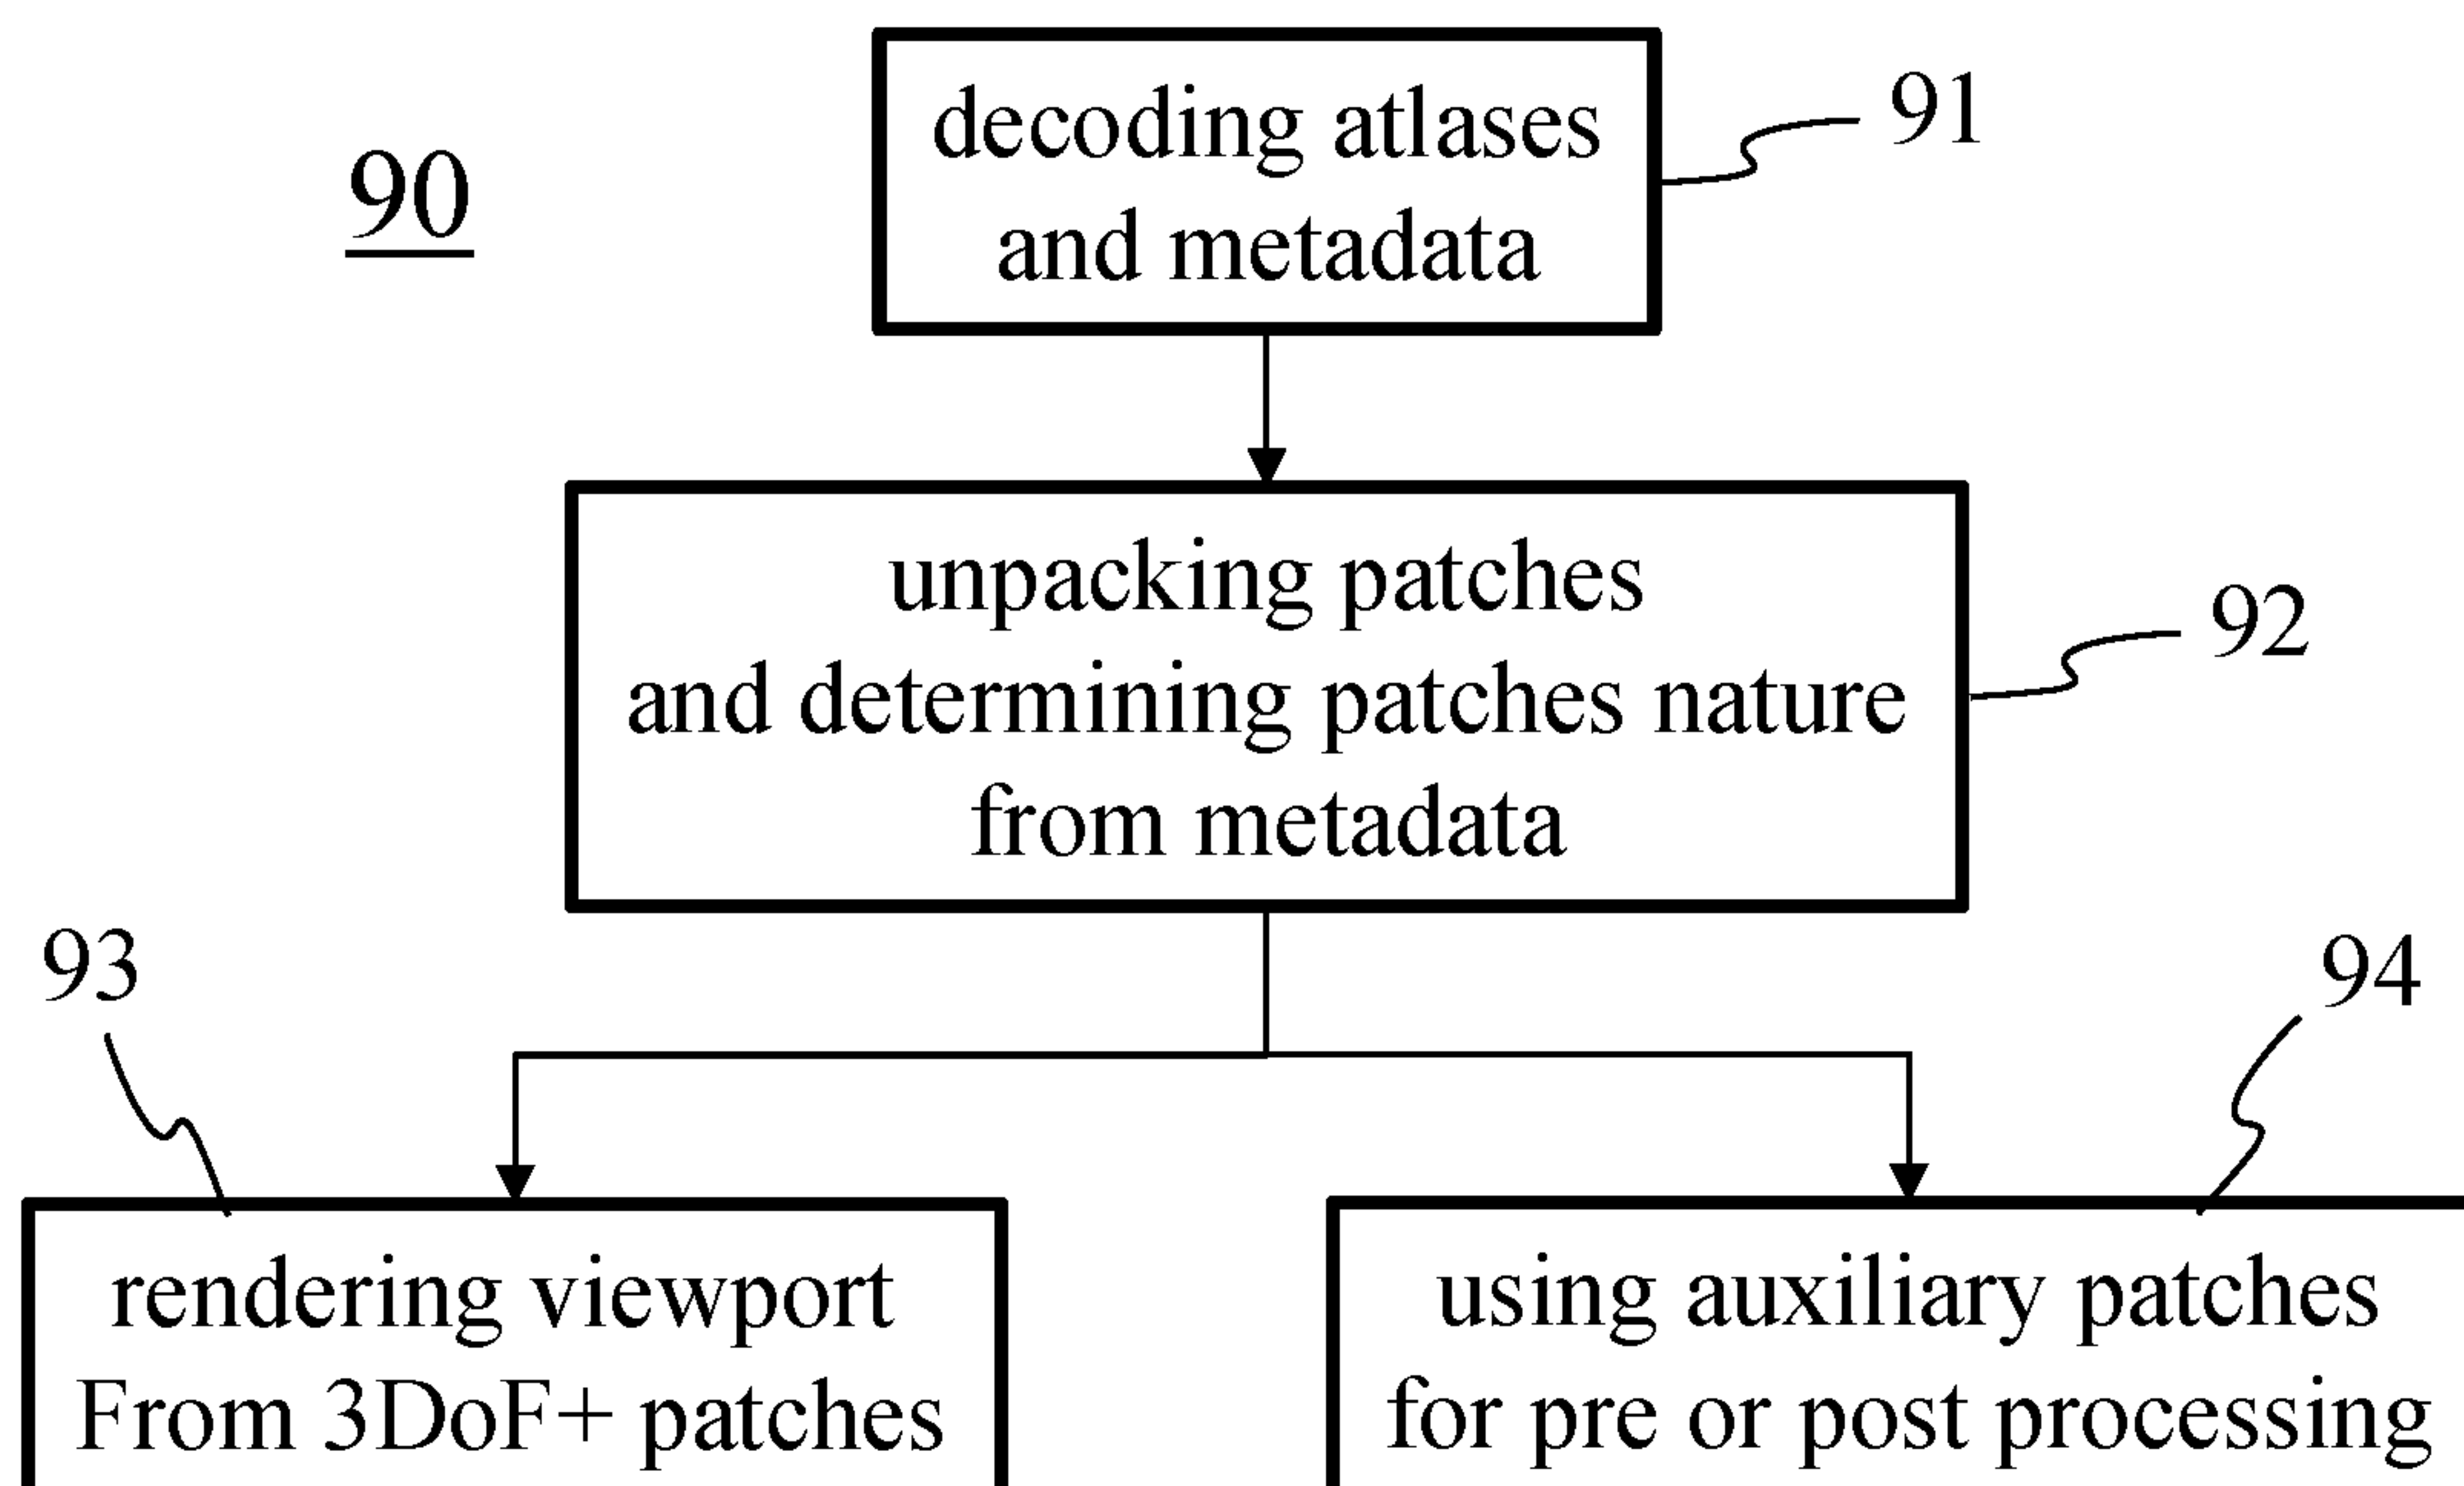 90
decoding atlases
and metadata
91
unpacking patches
and determining patches nature
from metadata
92
93
94
rendering viewport
From 3DoF+ patches
using auxiliary patches
for pre or post processing